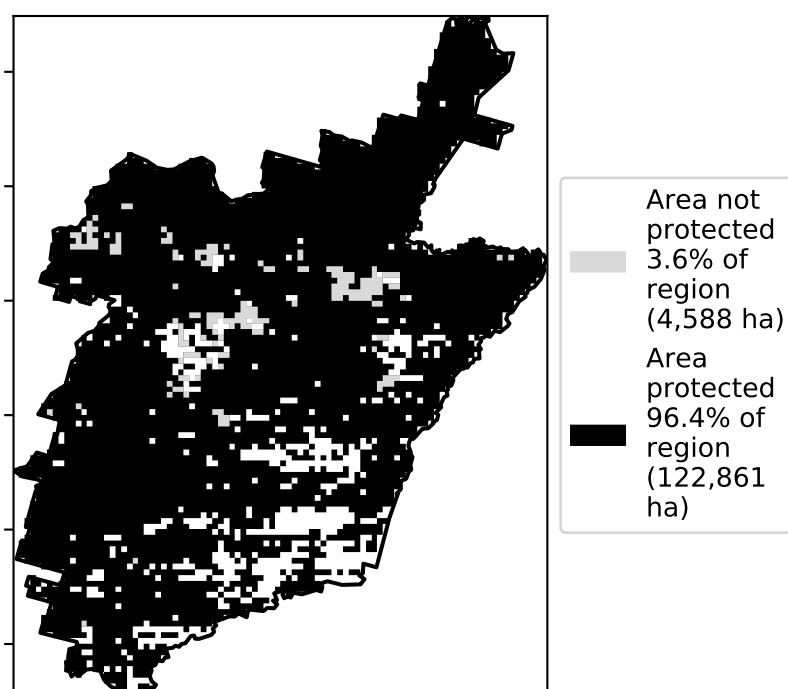 Area not
protected
3.6% of
region
(4,588 ha)
Area
protected
96.4% of
region
(122,861
ha)